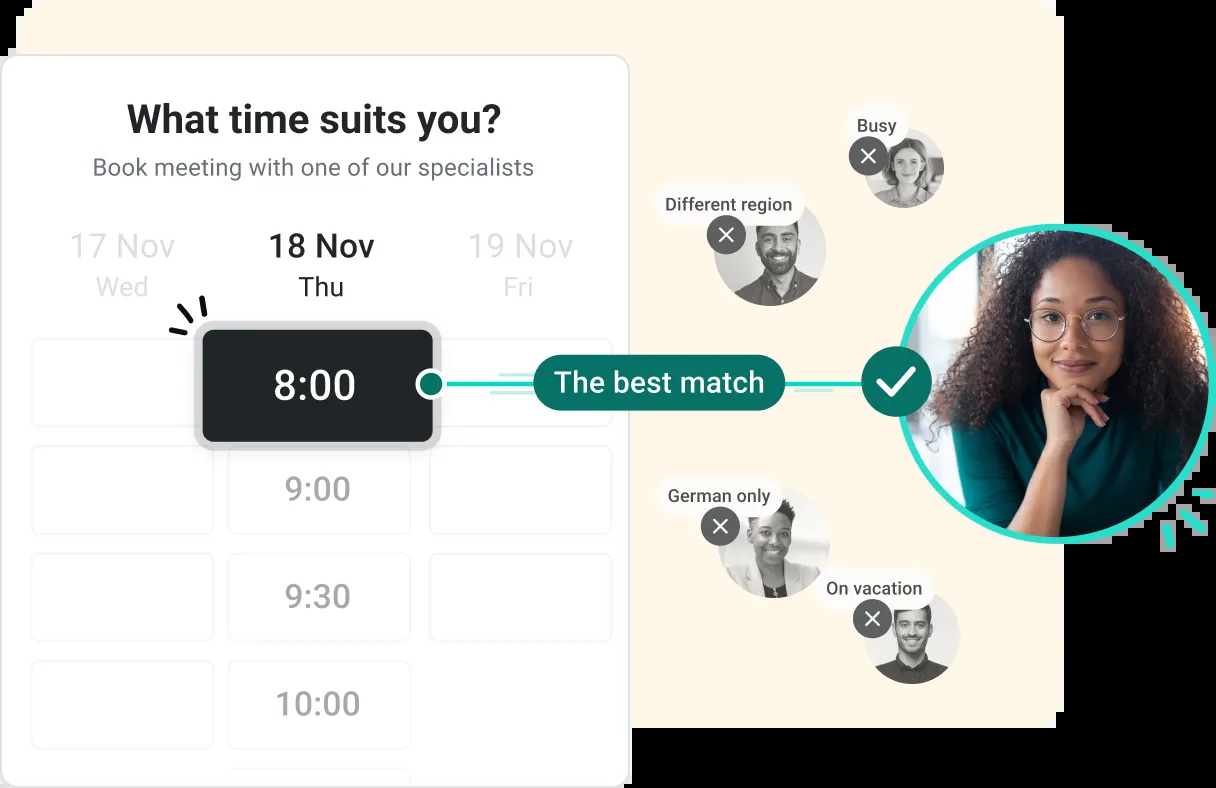 What time suits you?
Book meeting with one of our specialists
17 Nov
Wed
18 Nov
Thu
19 Nov
Fri
8:00
9:00
9:30
10:00
The best match
Busy
Different region
German only
On vacation